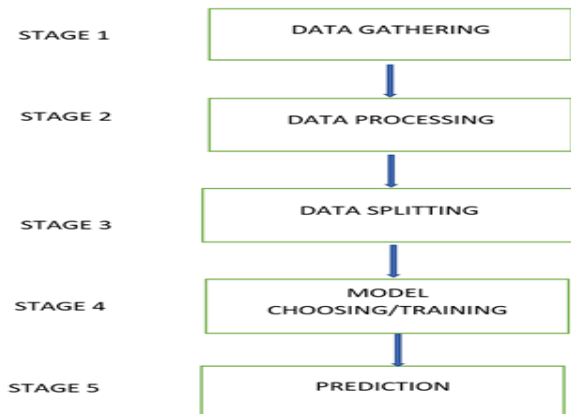 STAGE 1
DATA GATHERING
STAGE 2
DATA PROCESSING
STAGE 3
DATA SPLITTING
STAGE 4
MODEL
CHOOSING/TRAINING
STAGE 5
PREDICTION